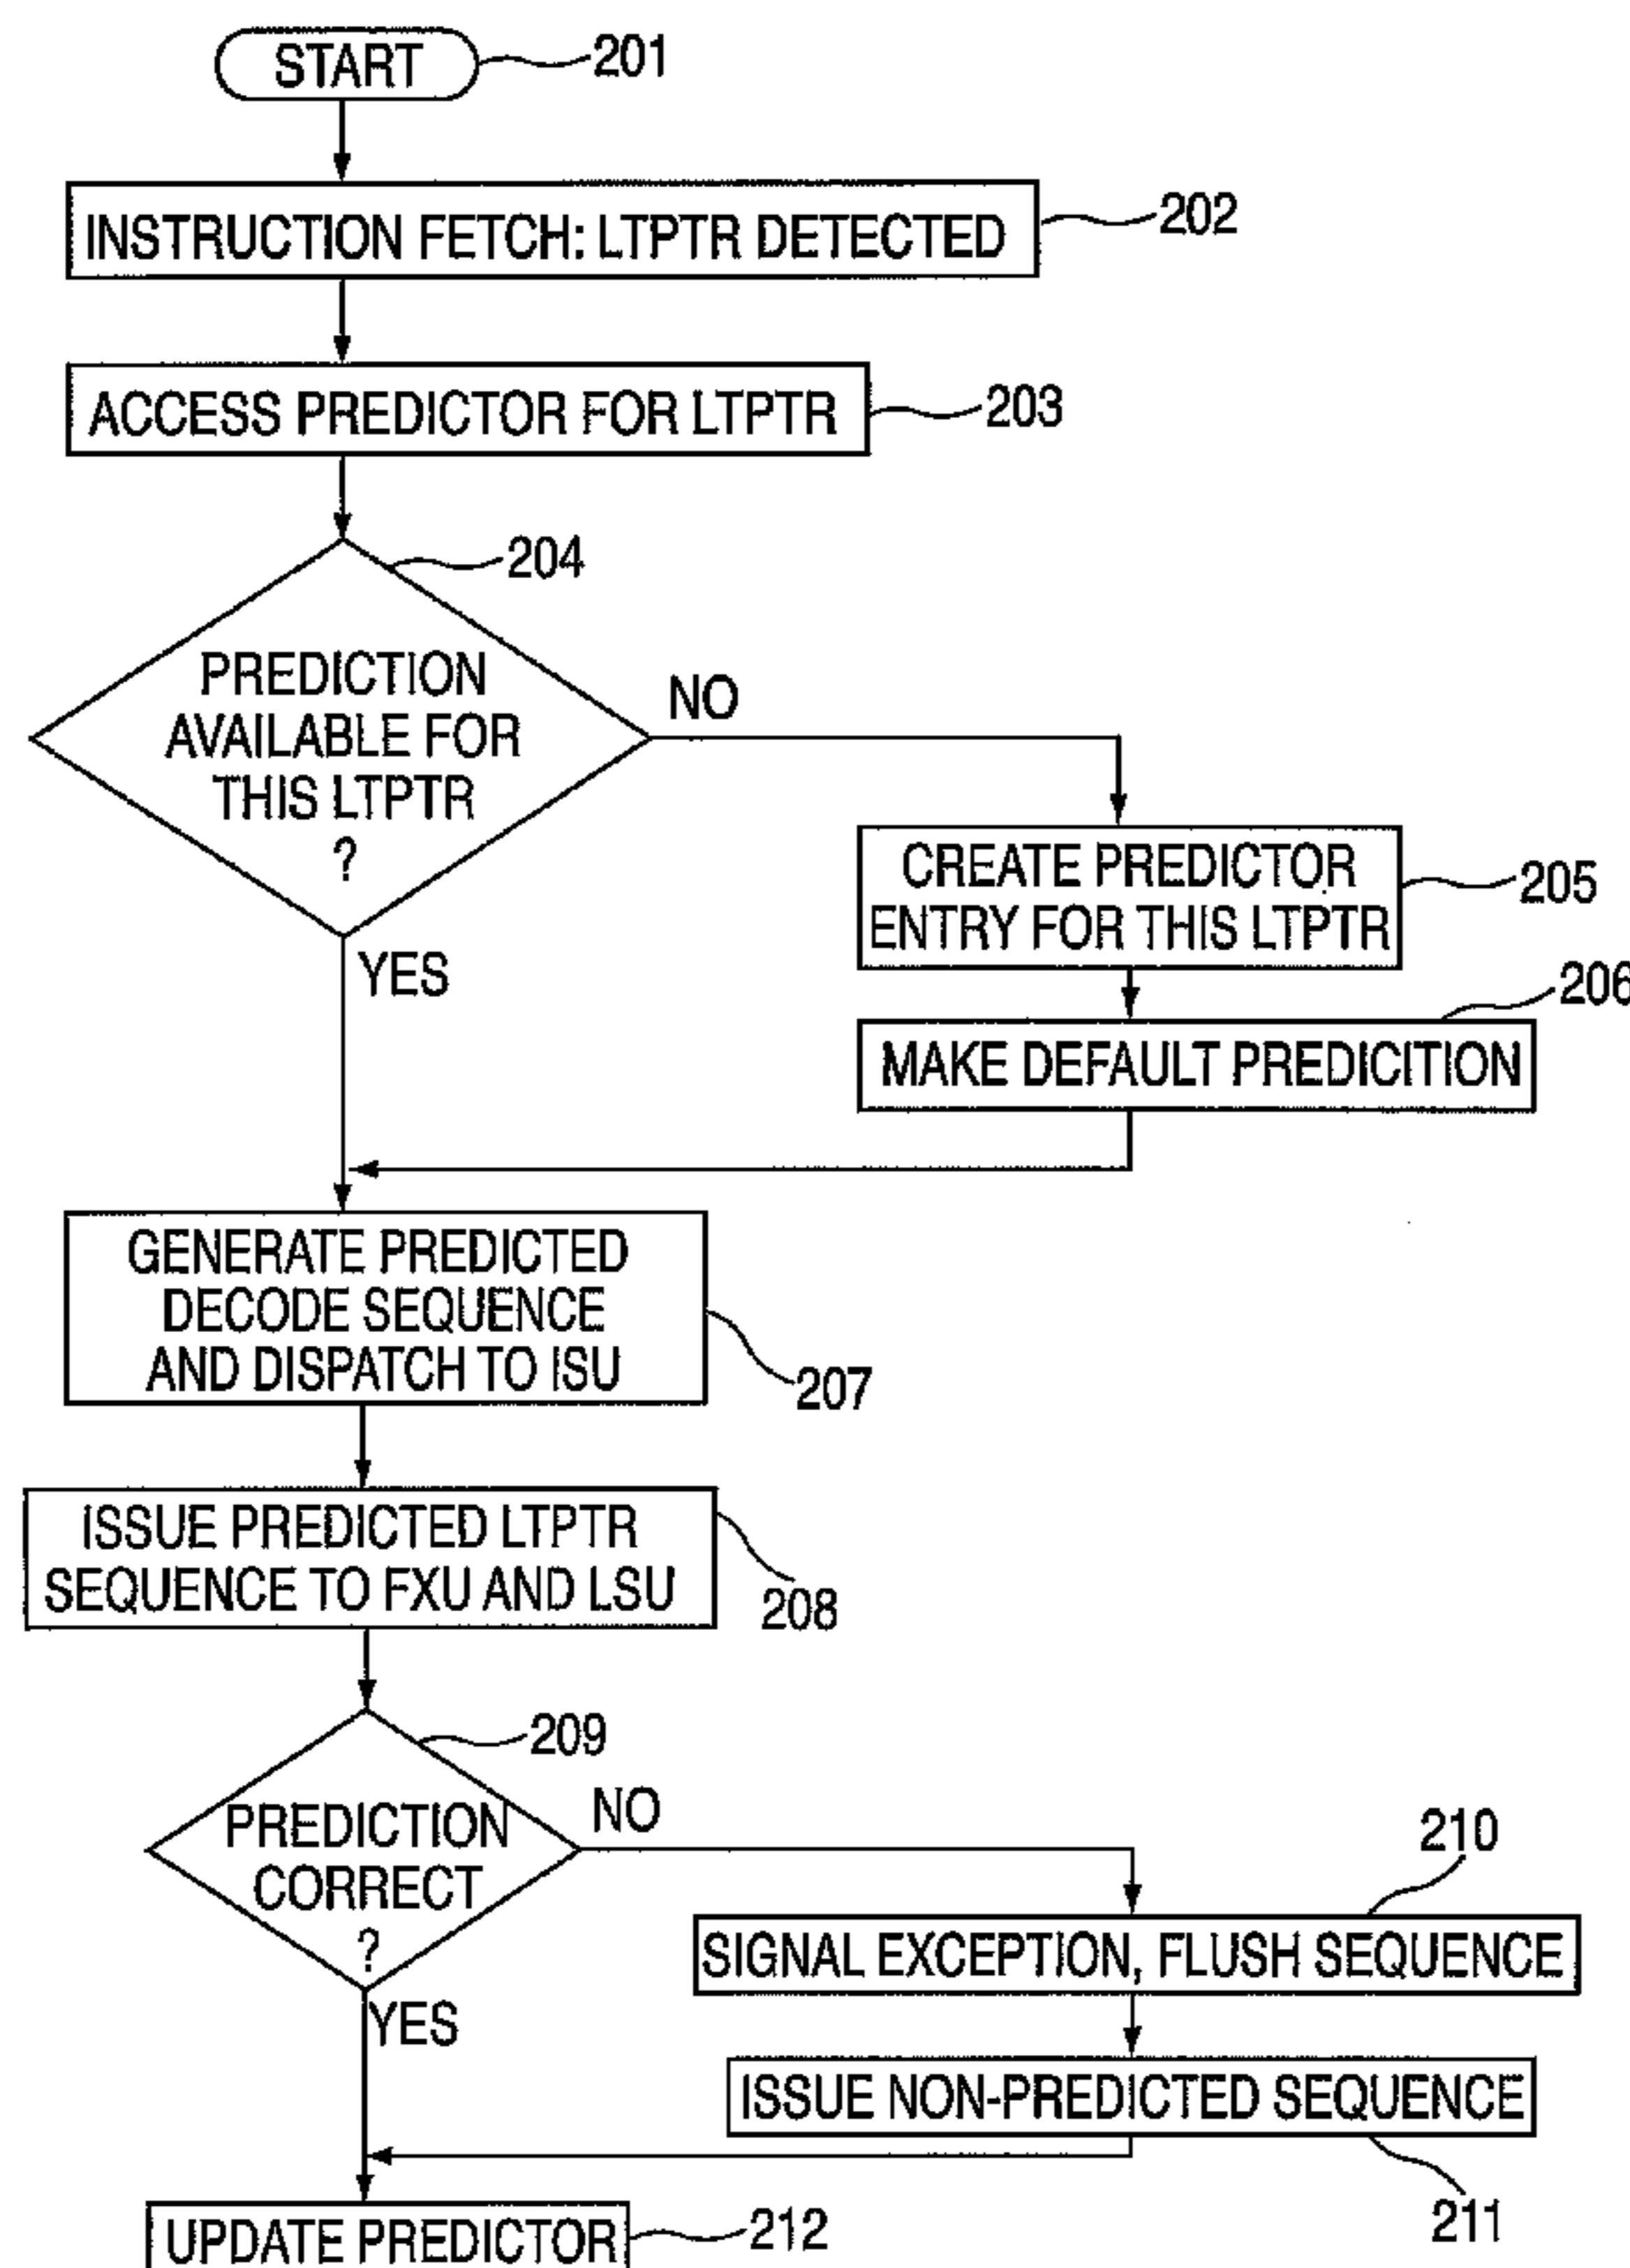 START
201
INSTRUCTION FETCH: LTPTR DETECTED
202
ACCESS PREDICTOR FOR LTPTR
203
204
PREDICTION
AVAILABLE FOR
THIS LTPTR
?
NO
YES
CREATE PREDICTOR
ENTRY FOR THIS LTPTR
205
206
MAKE DEFAULT PREDICITION
GENERATE PREDICTED
DECODE SEQUENCE
AND DISPATCH TO ISU
207
ISSUE PREDICTED LTPTR
SEQUENCE TO FXU AND LSU
208
209
PREDICTION
CORRECT
?
NO
YES
210
SIGNAL EXCEPTION, FLUSH SEQUENCE
ISSUE NON-PREDICTED SEQUENCE
211
UPDATE PREDICTOR
212